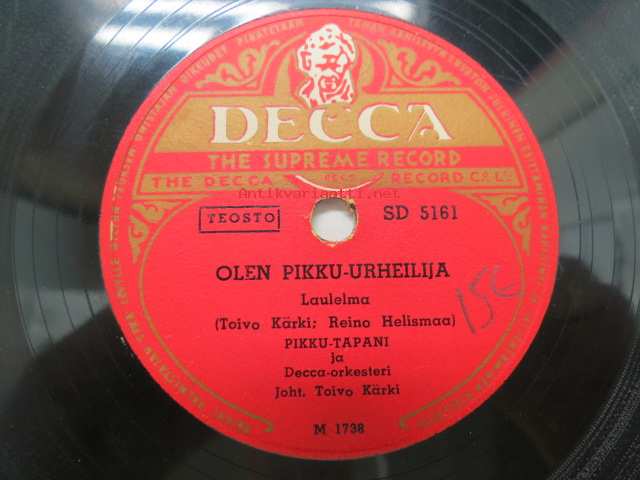 DECCA
THE SUPREME RECORD
THE DECCA RECORD CO. LTD.
Antikvariaatti.net
TEOSTO
SD 5161
OLEN PIKKU-URHEILIJA
Laulelma
(Toivo Kärki; Reino Helismaa)
PIKKU-TAPANI
ja
Decca-orkesteri
Joht. Toivo Kärki
M 1738